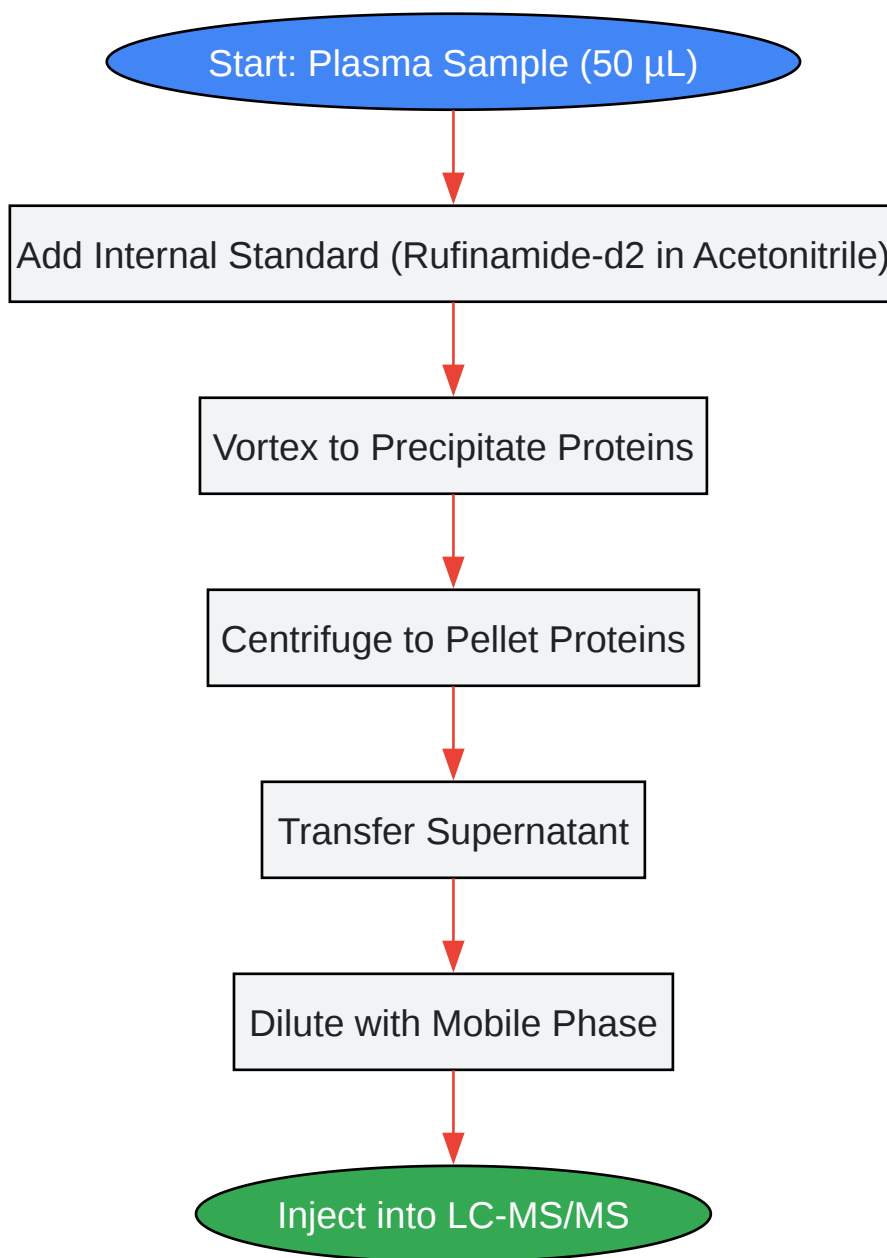 Start: Plasma Sample (50 µL)
Add Internal Standard (Rufinamide-d2 in Acetonitrile)
Vortex to Precipitate Proteins
Centrifuge to Pellet Proteins
Transfer Supernatant
Dilute with Mobile Phase
Inject into LC-MS/MS